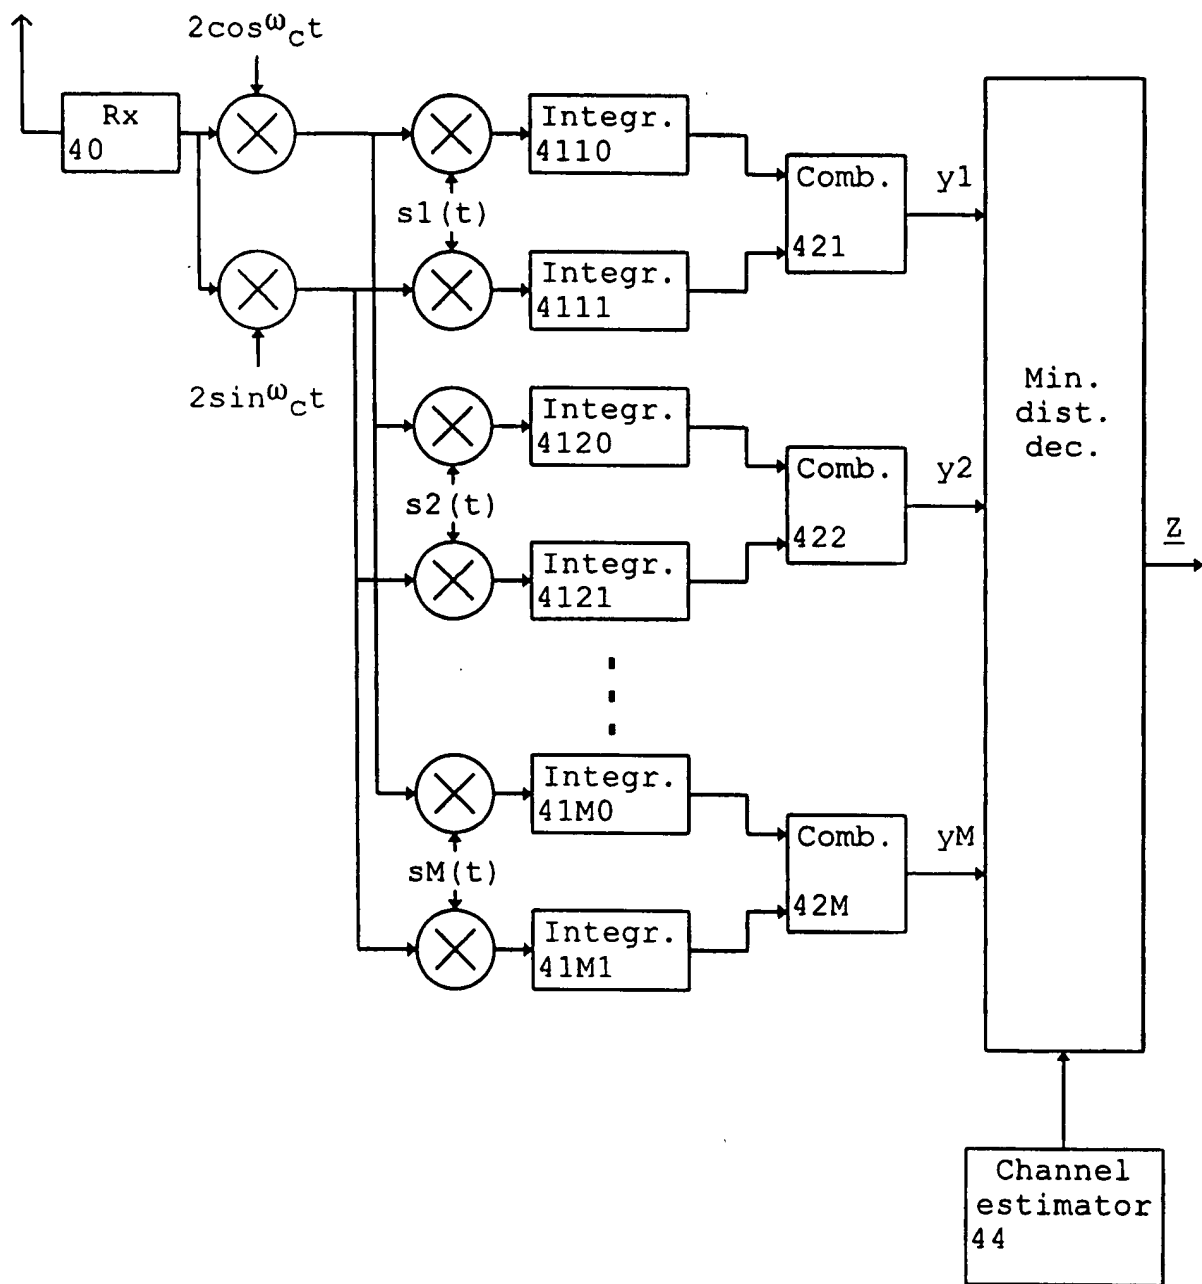 2cosωct
Rx
40
Integr.
4110
Comb.
421
y1
s1(t)
Integr.
4111
2sinωct
Integr.
4120
Comb.
422
y2
s2(t)
Integr.
4121
Min.
dist.
dec.
Z
Integr.
41M0
Comb.
42M
yM
sM(t)
Integr.
41M1
Channel
estimator
44